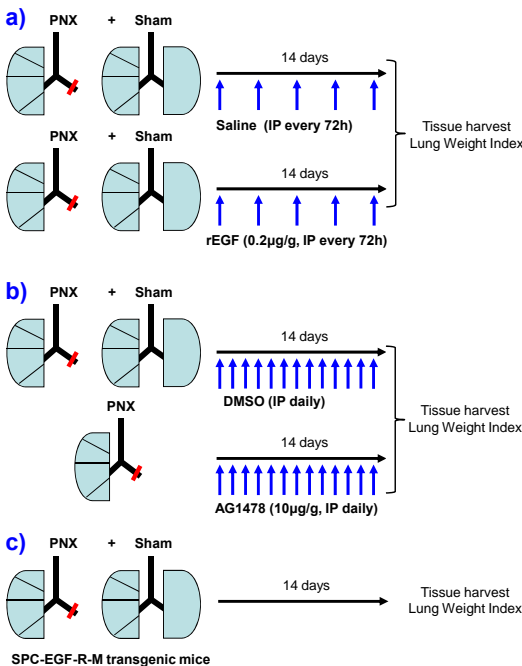 a)
PNX + Sham
14 days
Saline (IP every 72h)
PNX + Sham
14 days
rEGF (0.2µg/g, IP every 72h)
Tissue harvest
Lung Weight Index
b)
PNX + Sham
14 days
DMSO (IP daily)
PNX
14 days
AG1478 (10µg/g, IP daily)
Tissue harvest
Lung Weight Index
c)
PNX + Sham
14 days
Tissue harvest
Lung Weight Index
SPC-EGF-R-M transgenic mice